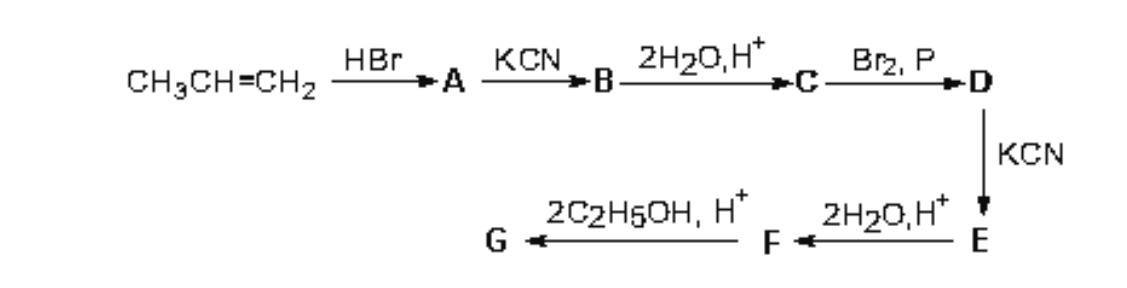 CH₃CH=CH₂ HBr A KCN B 2H₂O,H⁺ C Br₂, P D
KCN
G 2C₂H₅OH, H⁺ F 2H₂O,H⁺ E